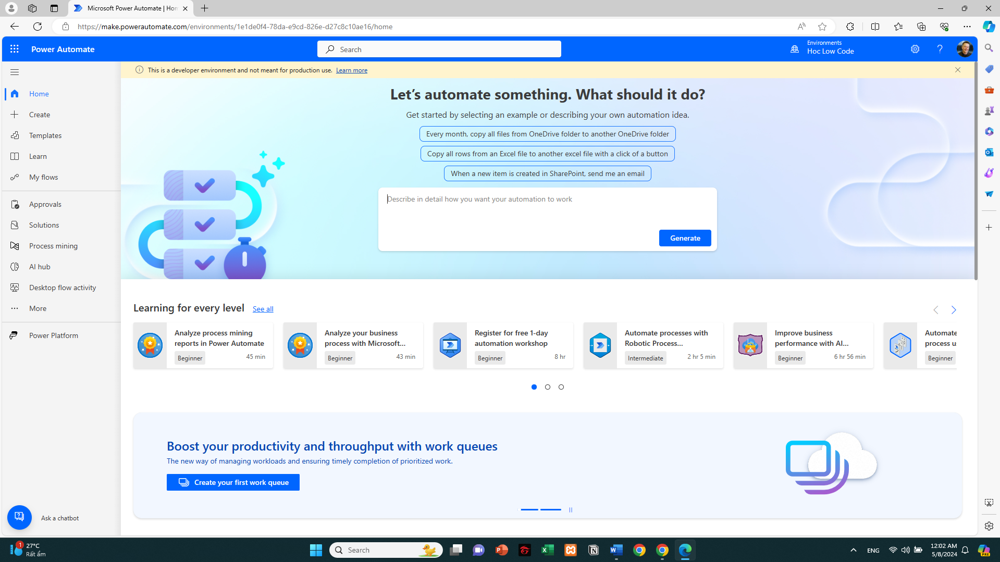 Microsoft Power Automate | Hom
https://make.powerautomate.com/environments/1e1de0f4-78da-e9cd-826e-d27c8c10ae16/home
Power Automate
Search
Environments
Hoc Low Code
This is a developer environment and not meant for production use. Learn more
Home
Create
Templates
Learn
My flows
Approvals
Solutions
Process mining
AI hub
Desktop flow activity
More
Power Platform
Ask a chatbot
Let’s automate something. What should it do?
Get started by selecting an example or describing your own automation idea.
Every month, copy all files from OneDrive folder to another OneDrive folder
Copy all rows from an Excel file to another excel file with a click of a button
When a new item is created in SharePoint, send me an email
Describe in detail how you want your automation to work
Generate
Learning for every level See all
Analyze process mining
reports in Power Automate
Beginner 45 min
Analyze your business
process with Microsoft...
Beginner 43 min
Register for free 1-day
automation workshop
Beginner 8 hr
Automate processes with
Robotic Process...
Intermediate 2 hr 5 min
Improve business
performance with AI...
Beginner 6 hr 56 min
Automate
process u
Beginner
Boost your productivity and throughput with work queues
The new way of managing workloads and ensuring timely completion of prioritized work.
Create your first work queue
1
27°C
Rất ẩm
Search
ENG
12:02 AM
5/8/2024
PRE